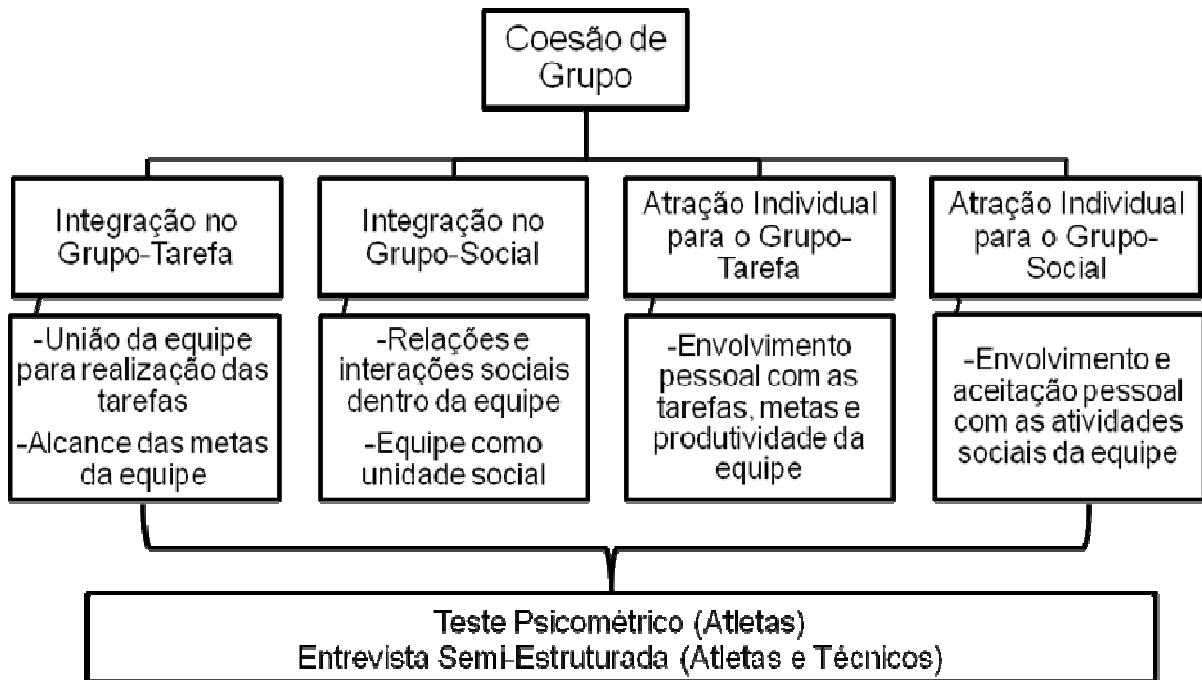 Coesão de
Grupo
Integração no
Grupo-Tarefa
Integração no
Grupo-Social
Atração Individual
para o Grupo-
Tarefa
Atração Individual
para o Grupo-
Social
-União da equipe
para realização das
tarefas
-Alcance das metas
da equipe
-Relações e
interações sociais
dentro da equipe
-Equipe como
unidade social
-Envolvimento
pessoal com as
tarefas, metas e
produtividade da
equipe
-Envolvimento e
aceitação pessoal
com as atividades
sociais da equipe
Teste Psicométrico (Atletas)
Entrevista Semi-Estruturada (Atletas e Técnicos)